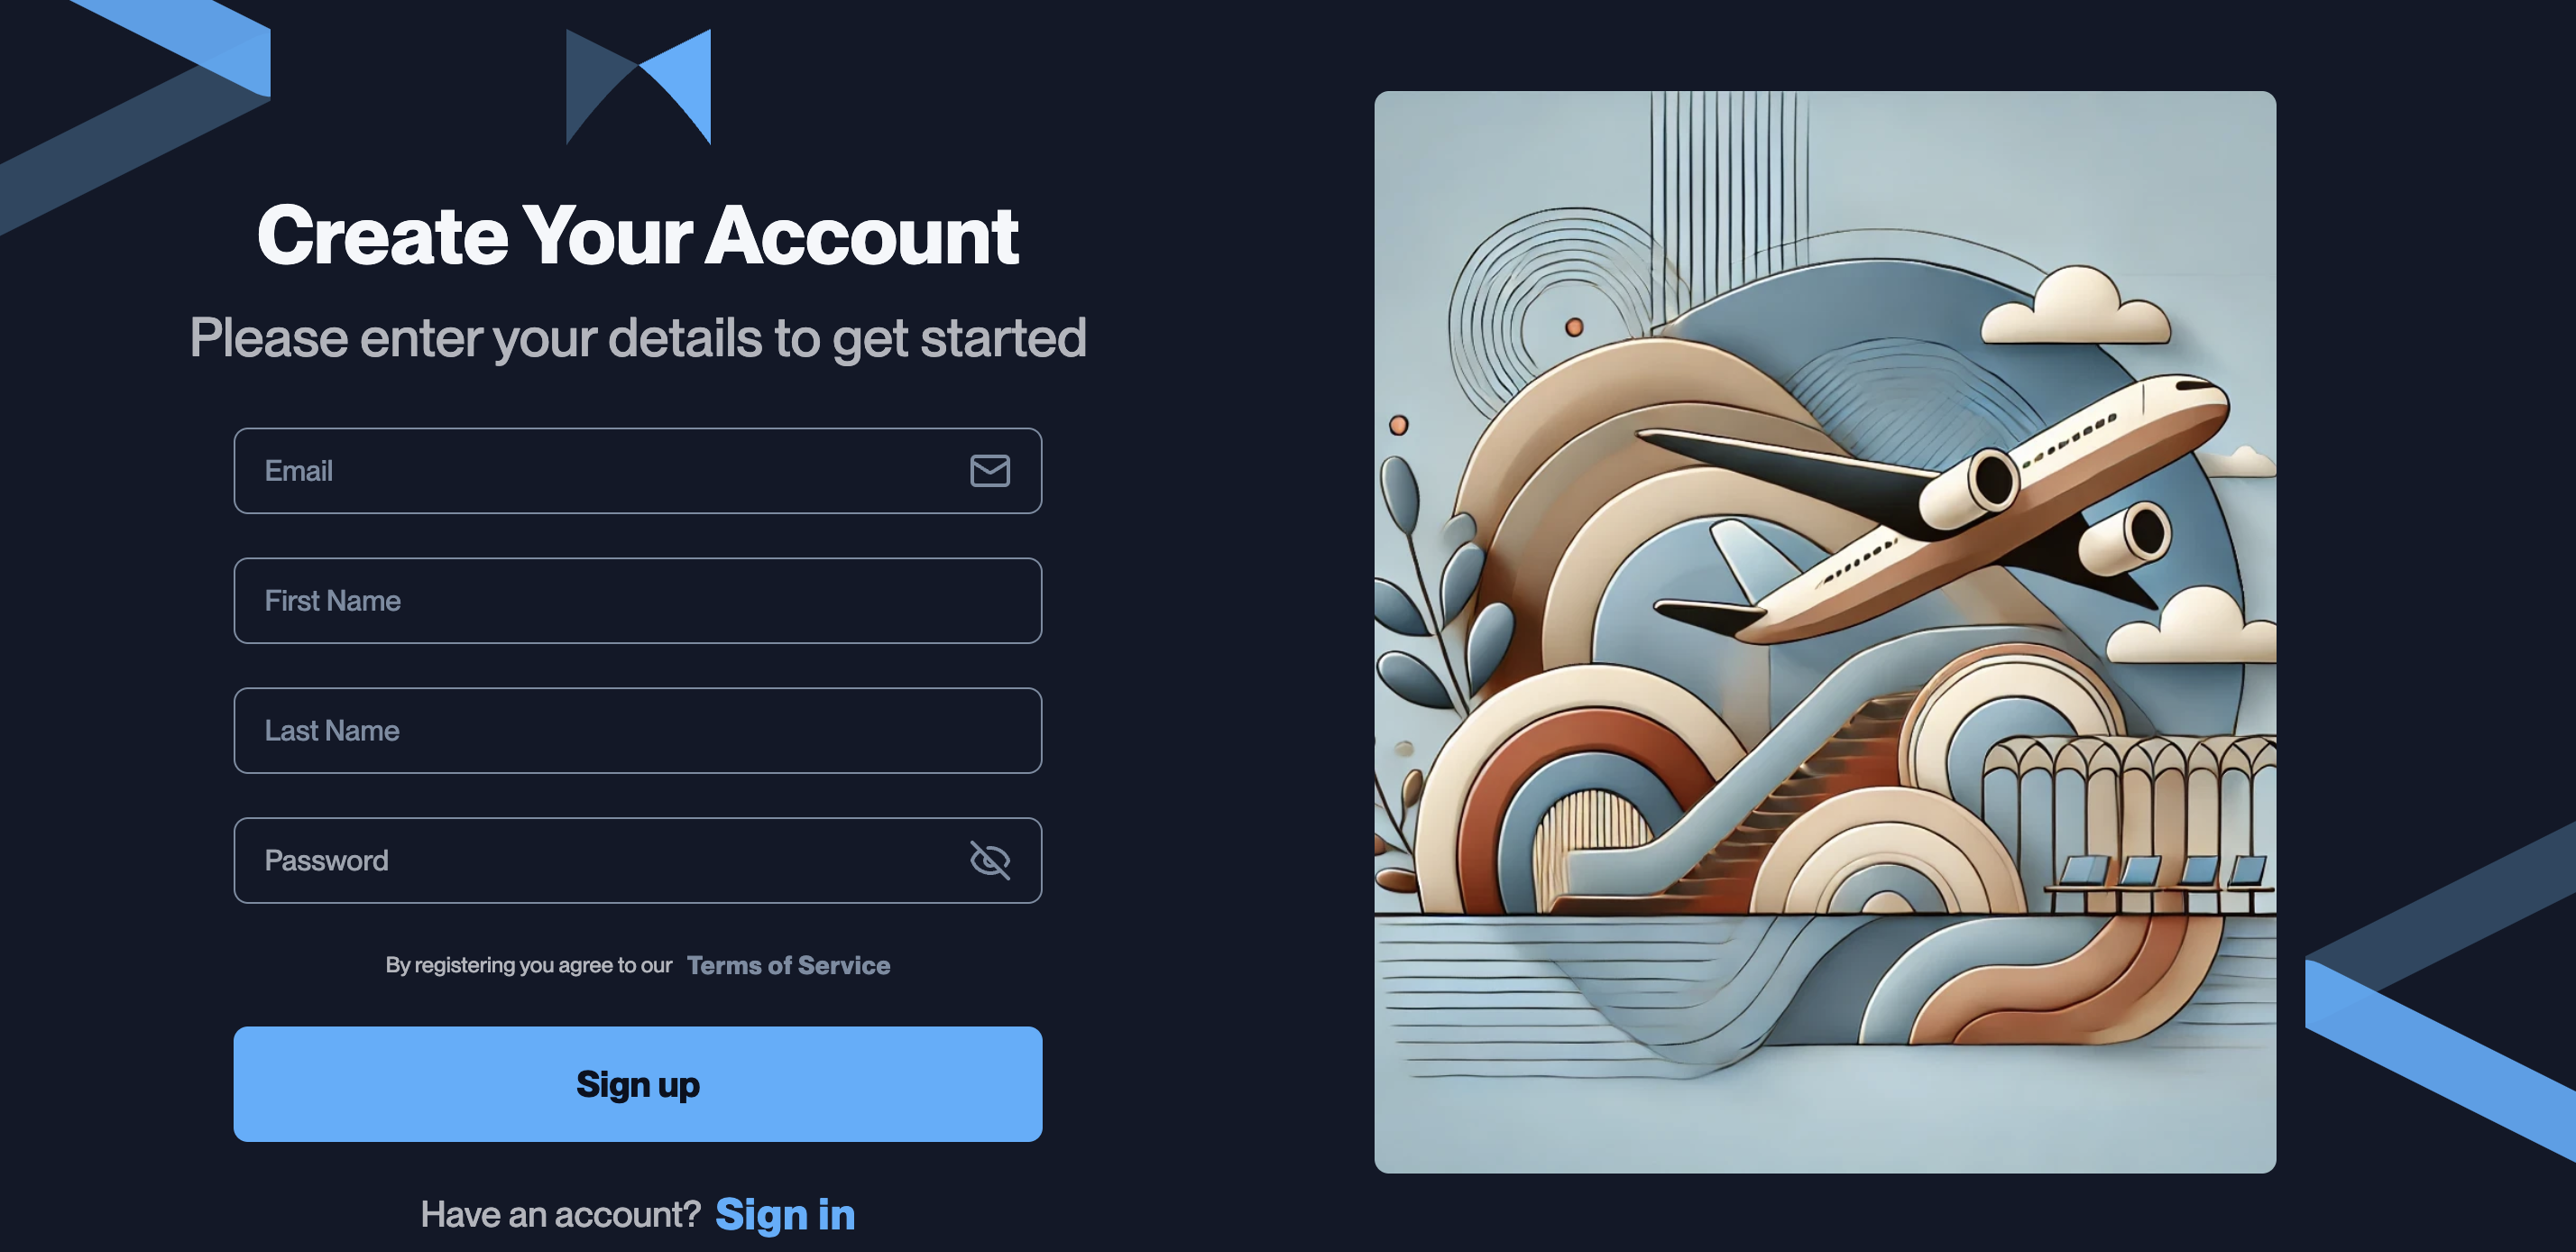 Create Your Account
Please enter your details to get started
Email
First Name
Last Name
Password
By registering you agree to our Terms of Service
Sign up
Have an account? Sign in